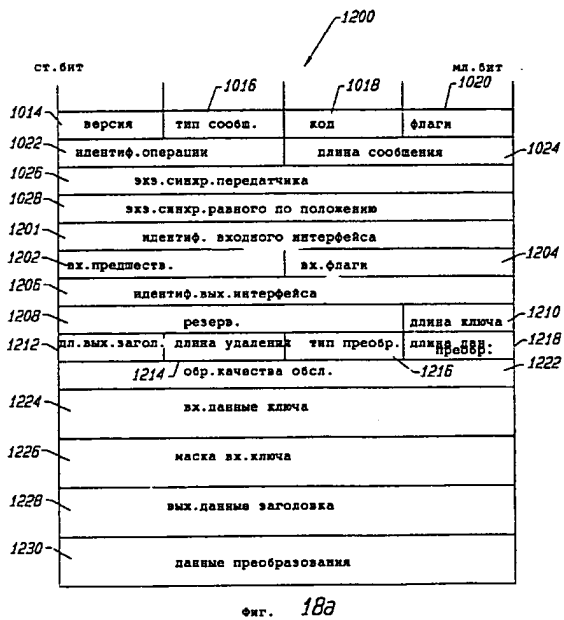 1200
ст.бит 1016 1018 1020 мл.бит
1014 версия тип сообщ. код флаги
1022 идентиф.операции длина сообщения 1024
1026 экз.синхр.передатчика
1028 экз.синхр.равного по положению
1201 идентиф. входного интерфейса
1202 вх.предшеств. вх.флаги 1204
1206 идентиф.вых.интерфейса
1208 резерв. длина ключа 1210
1212 дл.вых.загол. длина удаления тип преобр. длина дан. преобр. 1218
1214 обр.качества обсл. 1216 1222
1224 вх.данные ключа
1226 маска вх.ключа
1228 вых.данные заголовка
1230 данные преобразования
Фиг. 18а